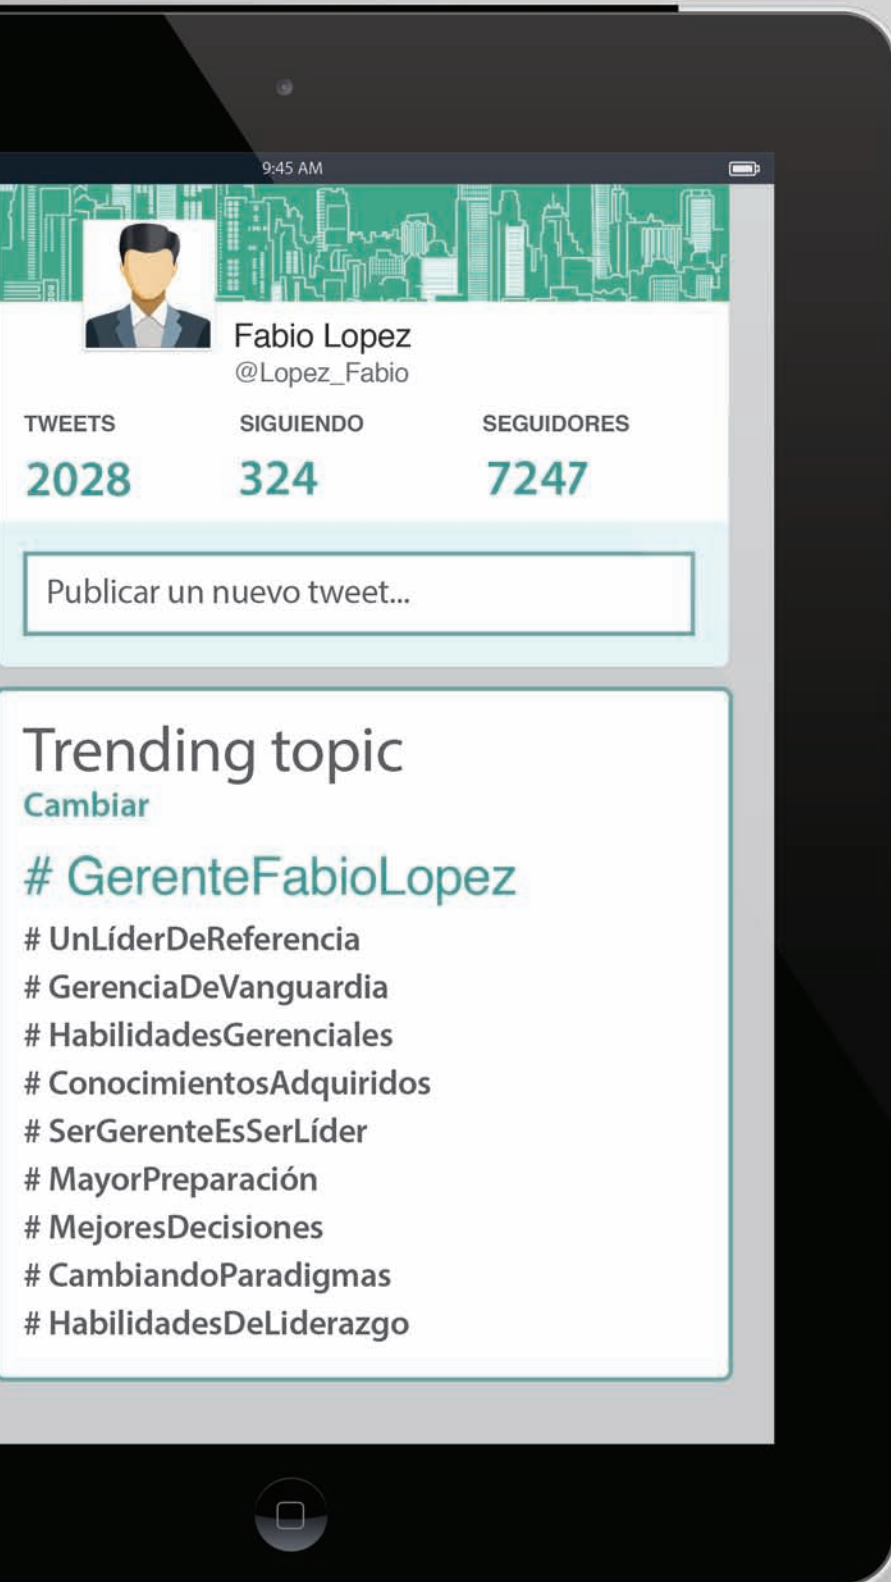 9:45 AM
Fabio Lopez
@Lopez_Fabio
TWEETS SIGUIENDO SEGUIDORES
2028 324 7247
Publicar un nuevo tweet...
Trending topic
Cambiar
# GerenteFabioLopez
# UnLíderDeReferencia
# GerenciaDeVanguardia
# HabilidadesGerenciales
# ConocimientosAdquiridos
# SerGerenteEsSerLíder
# MayorPreparación
# MejoresDecisiones
# CambiandoParadigmas
# HabilidadesDeLiderazgo